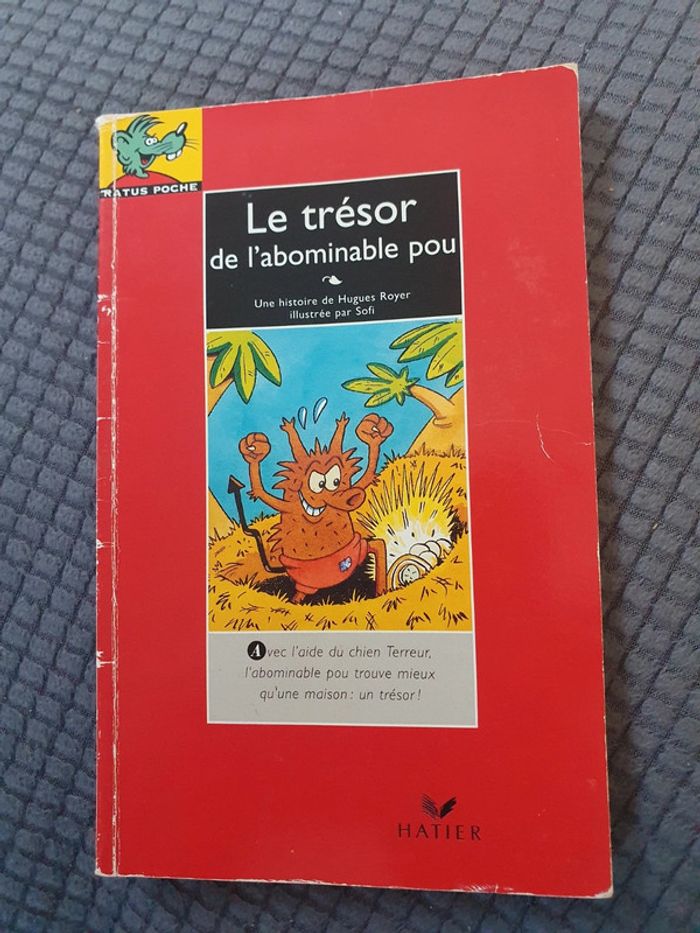 RATUS POCHE
Le trésor
de l'abominable pou
Une histoire de Hugues Royer
illustrée par Sofi
Avec l'aide du chien Terreur,
l'abominable pou trouve mieux
qu'une maison : un trésor !
HATIER